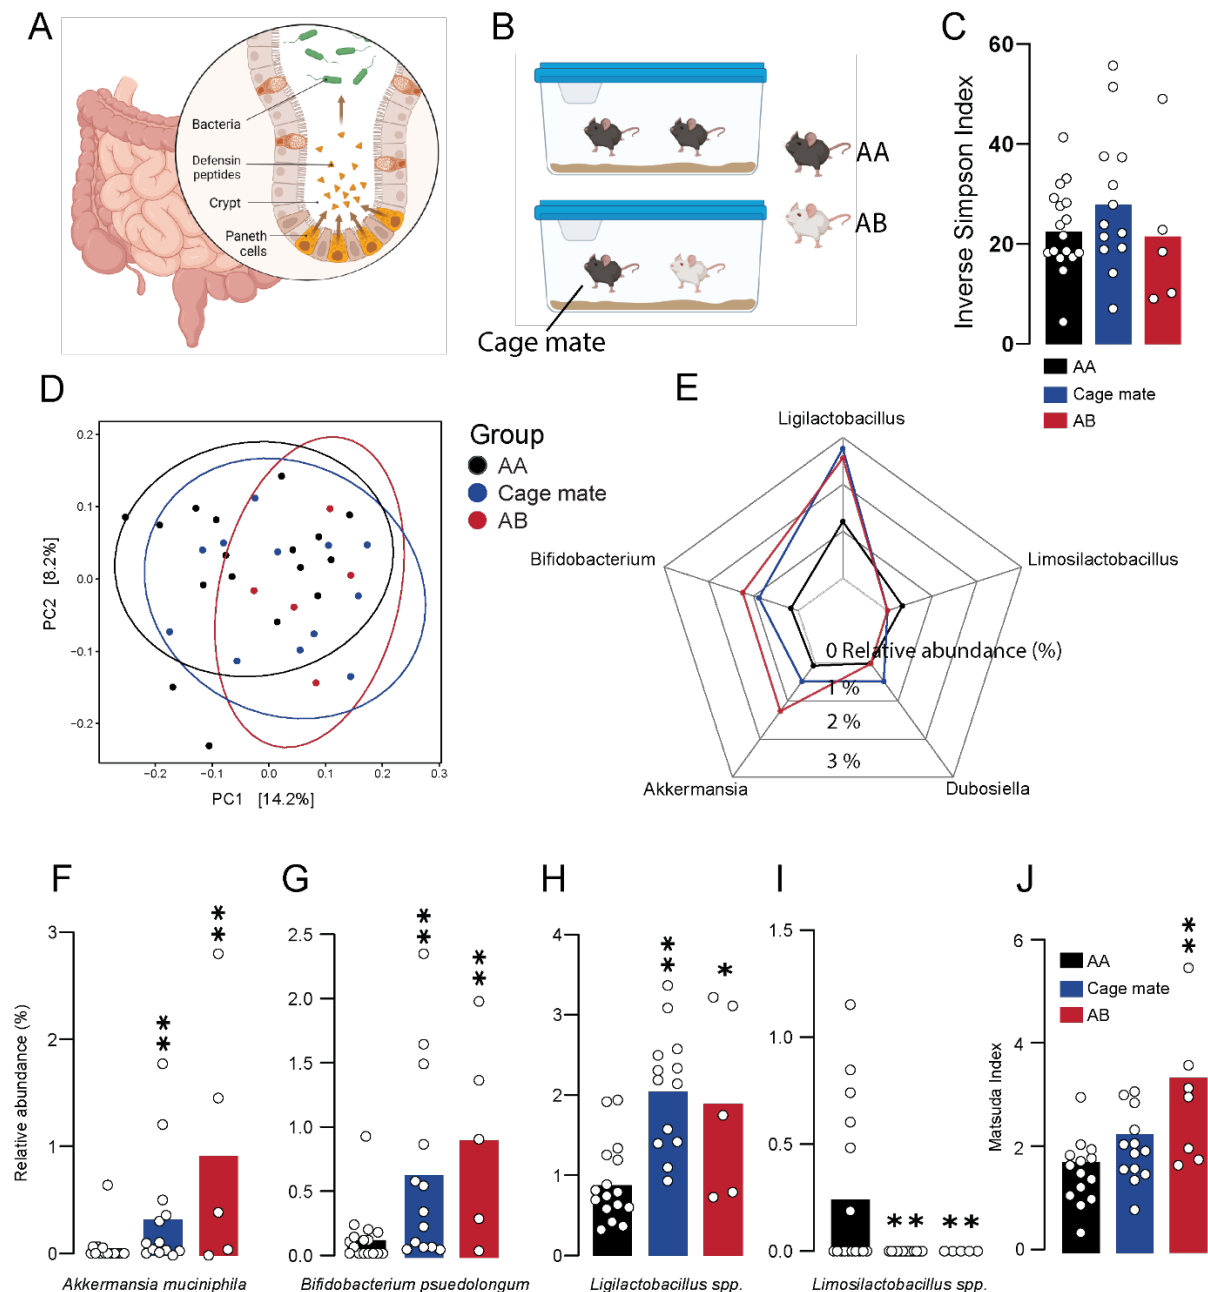 A
Bacteria
Defensin
peptides
Crypt
Paneth
cells
B
AA
AB
Cage mate
C
Inverse Simpson Index
60
40
20
0
AA
Cage mate
AB
D
PC2 [8.2%]
0.2
0.1
0.0
−0.1
−0.2
−0.2
−0.1
0.0
0.1
0.2
0.3
PC1 [14.2%]
Group
AA
Cage mate
AB
E
Ligilactobacillus
Bifidobacterium
Limosilactobacillus
0 Relative abundance (%)
1 %
2 %
3 %
Akkermansia
Dubosiella
F
Relative abundance (%)
3
2
1
0
**
**
Akkermansia muciniphila
G
2.5
2.0
1.5
1.0
0.5
0.0
**
**
Bifidobacterium psuedolongum
H
4
3
2
1
0
**
*
Ligilactobacillus spp.
I
1.5
1.0
0.5
0.0
**
**
Limosilactobacillus spp.
J
Matsuda Index
6
4
2
0
AA
Cage mate
AB
**